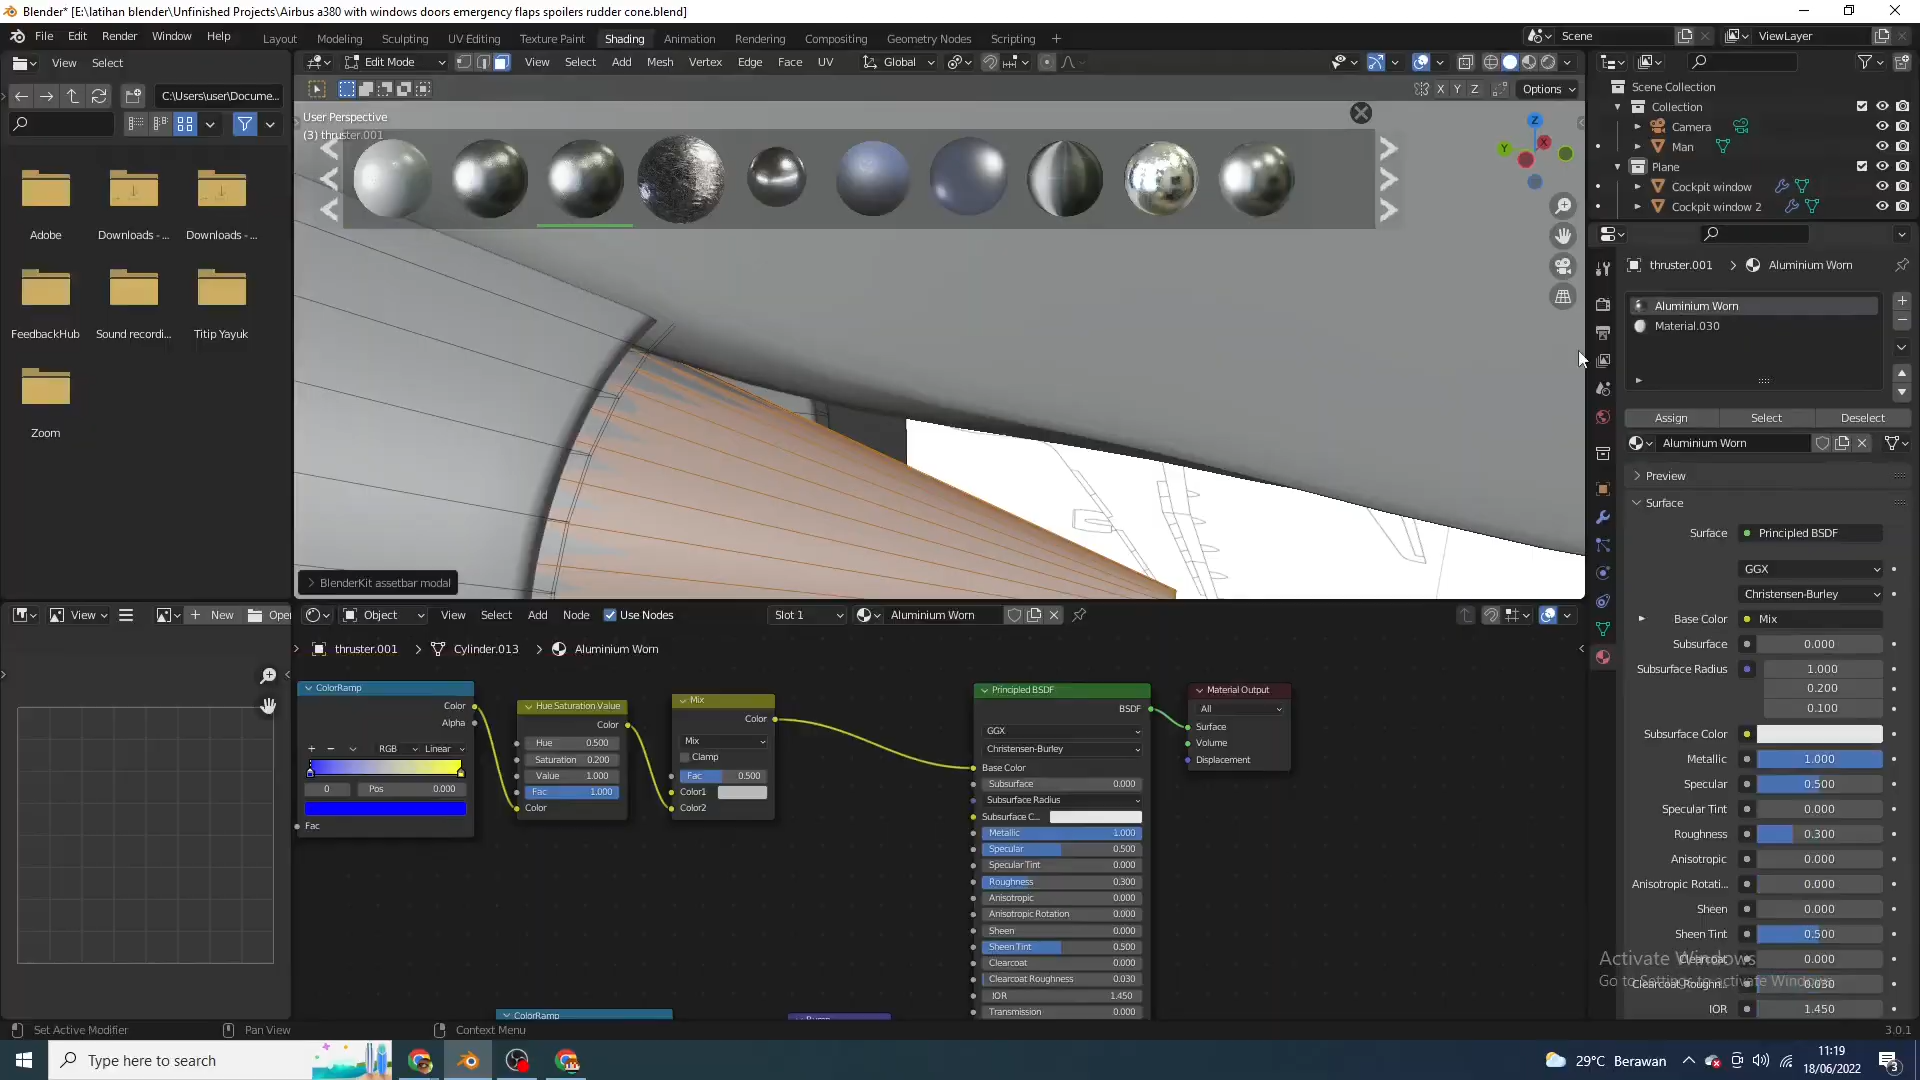 Blender* [E:\latihan blender\Unfinished Projects\Airbus a380 with windows doors emergency flaps spoilers rudder cone.blend]
File Edit Render Window Help
Layout Modeling Sculpting UV Editing Texture Paint Shading Animation Rendering Compositing Geometry Nodes Scripting +
Scene
ViewLayer
View Select
Edit Mode View Select Add Mesh Vertex Edge Face UV Global
C:\Users\user\Docume...
X Y Z Options
User Perspective
(3) thruster.001
Z
X
Y
Adobe
Downloads - ...
Downloads - ...
FeedbackHub
Sound recordi...
Titip Yayuk
Zoom
BlenderKit assetbar modal
Scene Collection
Collection
Camera
Man
Plane
Cockpit window
Cockpit window 2
thruster.001 > Aluminium Worn
Aluminium Worn
Material.030
Assign Select Deselect
Aluminium Worn
Preview
Surface
Surface Principled BSDF
GGX
Christensen-Burley
Base Color Mix
Subsurface 0.000
Subsurface Radius 1.000
0.200
0.100
Subsurface Color
Metallic 1.000
Specular 0.500
Specular Tint 0.000
Roughness 0.300
Anisotropic 0.000
Anisotropic Rotati... 0.000
Sheen 0.000
Sheen Tint 0.500
Clearcoat 0.000
Clearcoat Roughn... 0.030
IOR 1.450
Activate Windows
Go to Settings to activate Windows.
View + New Open
Object View Select Add Node Use Nodes Slot 1 Aluminium Worn
thruster.001 > Cylinder.013 > Aluminium Worn
ColorRamp
Color
Alpha
+ − RGB Linear
0 Pos 0.000
Fac
Hue Saturation Value
Color
Hue 0.500
Saturation 0.200
Value 1.000
Fac 1.000
Color
Mix
Color
Mix
Clamp
Fac 0.500
Color1
Color2
Principled BSDF
BSDF
GGX
Christensen-Burley
Base Color
Subsurface 0.000
Subsurface Radius
Subsurface C...
Metallic 1.000
Specular 0.500
Specular Tint 0.000
Roughness 0.300
Anisotropic 0.000
Anisotropic Rotation 0.000
Sheen 0.000
Sheen Tint 0.500
Clearcoat 0.000
Clearcoat Roughness 0.030
IOR 1.450
Transmission 0.000
Material Output
All
Surface
Volume
Displacement
ColorRamp
Set Active Modifier Pan View Context Menu
3.0.1
Type here to search
29°C Berawan
11:19
18/06/2022
3